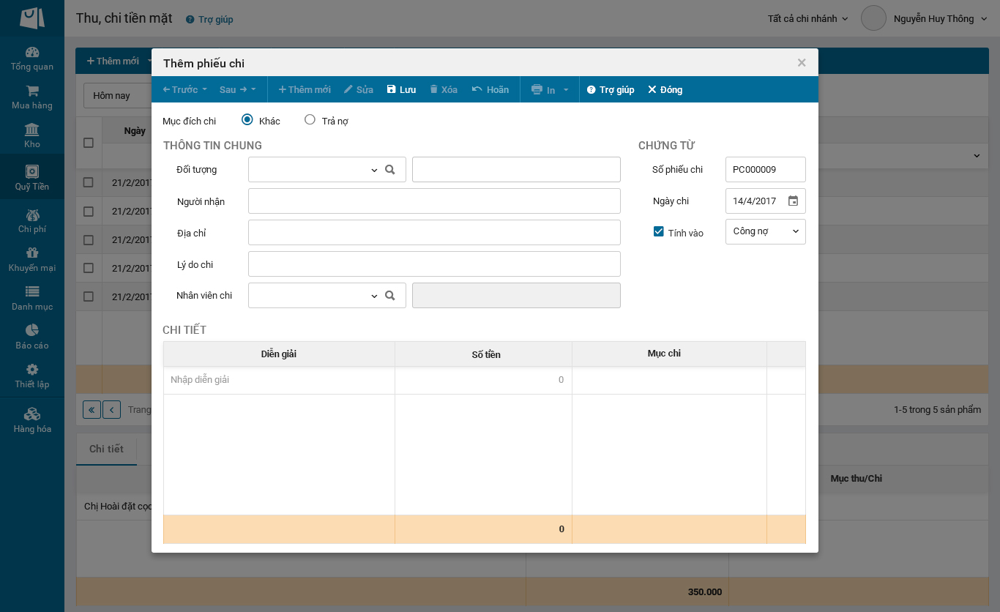 Thu, chi tiền mặt
Trợ giúp
Tất cả chi nhánh
Nguyễn Huy Thông
Tổng quan
Mua hàng
Kho
Quỹ Tiền
Chi phí
Khuyến mại
Danh mục
Báo cáo
Thiết lập
Hàng hóa
Thêm mới
Hôm nay
Ngày
21/2/2017
21/2/2017
21/2/2017
21/2/2017
21/2/2017
Trang
1-5 trong 5 sản phẩm
Chi tiết
Mục thu/Chi
Chị Hoài đặt cọc
350.000
Thêm phiếu chi
Trước Sau Thêm mới Sửa Lưu Xóa Hoãn In Trợ giúp Đóng
Mục đích chi Khác Trả nợ
THÔNG TIN CHUNG
Đối tượng
Người nhận
Địa chỉ
Lý do chi
Nhân viên chi
CHỨNG TỪ
Số phiếu chi PC000009
Ngày chi 14/4/2017
Tính vào Công nợ
CHI TIẾT
Diễn giải Số tiền Mục chi
Nhập diễn giải 0
0